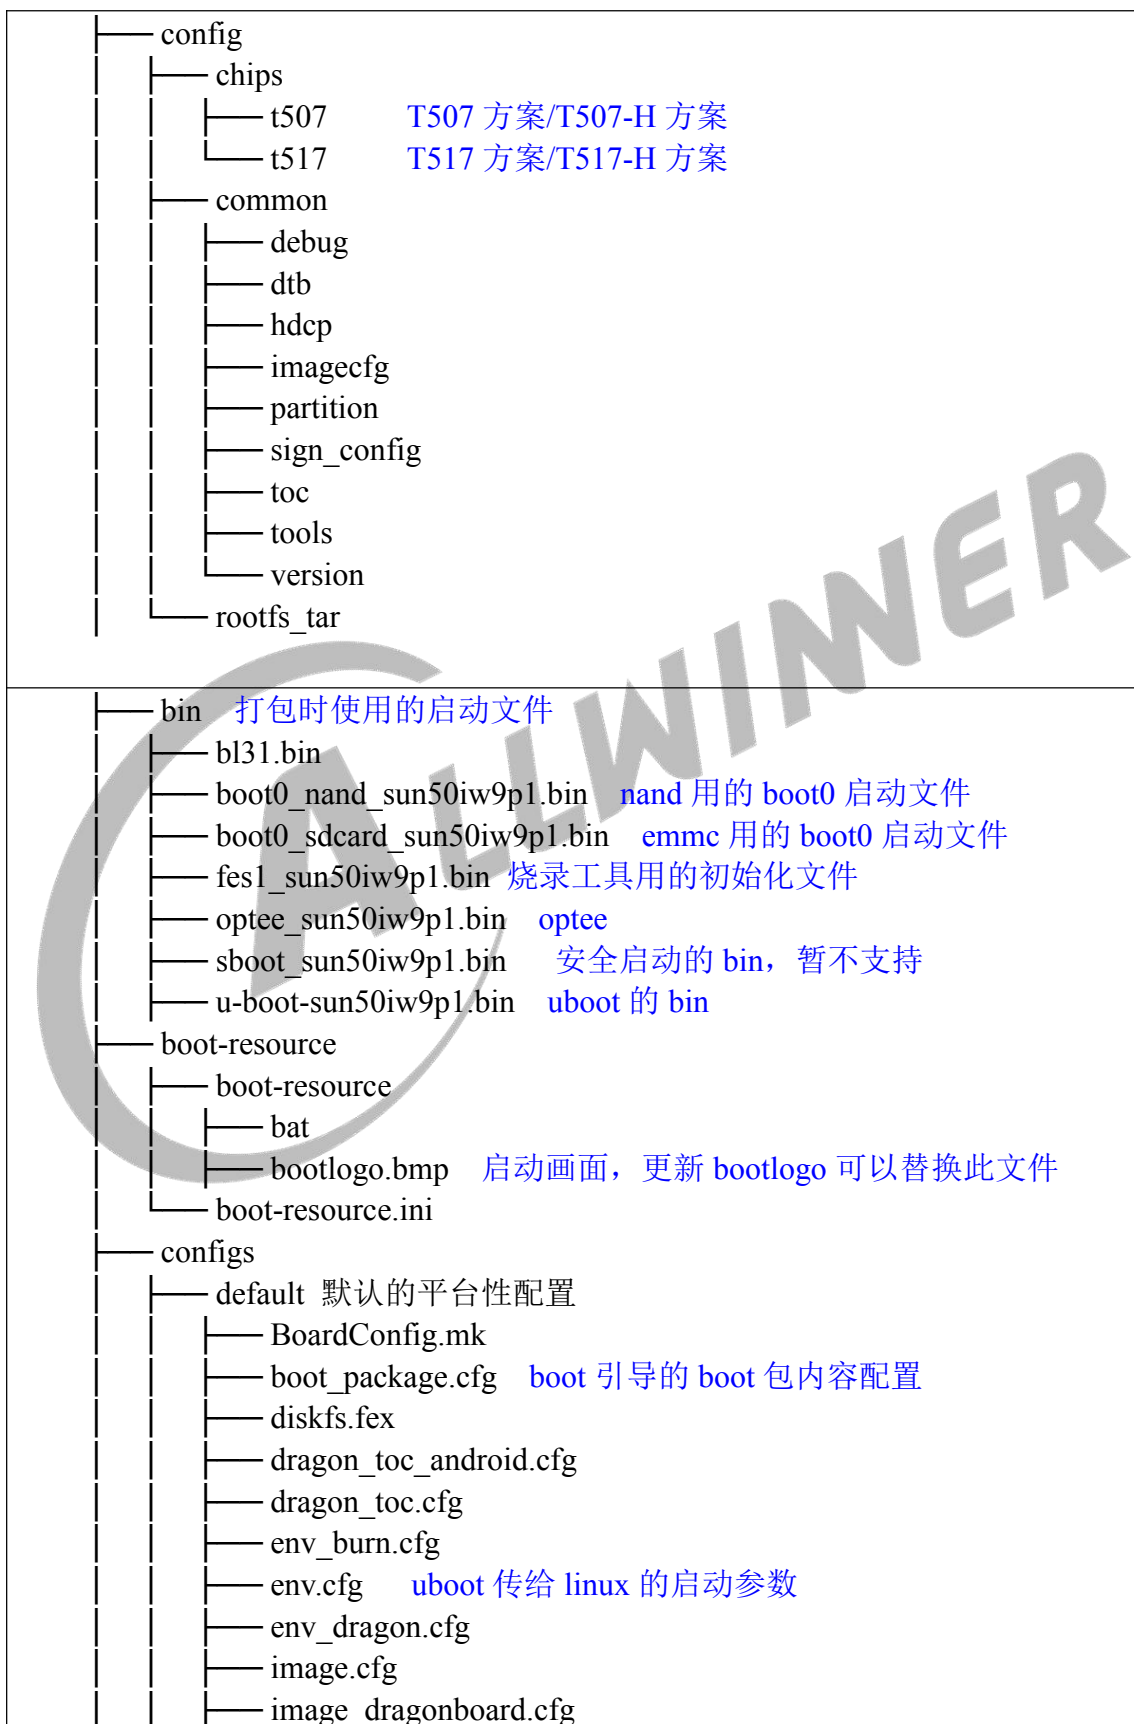 ├── config
│ ├── chips
│ │ ├── t507 T507 方案/T507-H 方案
│ │ └── t517 T517 方案/T517-H 方案
│ ├── common
│ │ ├── debug
│ │ ├── dtb
│ │ ├── hdcp
│ │ ├── imagecfg
│ │ ├── partition
│ │ ├── sign_config
│ │ ├── toc
│ │ ├── tools
│ │ └── version
│ └── rootfs_tar
ALLWINNER
├── bin 打包时使用的启动文件
│ ├── bl31.bin
│ ├── boot0_nand_sun50iw9p1.bin nand 用的 boot0 启动文件
│ ├── boot0_sdcard_sun50iw9p1.bin emmc 用的 boot0 启动文件
│ ├── fes1_sun50iw9p1.bin 烧录工具用的初始化文件
│ ├── optee_sun50iw9p1.bin optee
│ ├── sboot_sun50iw9p1.bin 安全启动的 bin，暂不支持
│ ├── u-boot-sun50iw9p1.bin uboot 的 bin
├── boot-resource
│ ├── boot-resource
│ │ ├── bat
│ │ ├── bootlogo.bmp 启动画面，更新 bootlogo 可以替换此文件
│ └── boot-resource.ini
├── configs
│ ├── default 默认的平台性配置
│ │ ├── BoardConfig.mk
│ │ ├── boot_package.cfg boot 引导的 boot 包内容配置
│ │ ├── diskfs.fex
│ │ ├── dragon_toc_android.cfg
│ │ ├── dragon_toc.cfg
│ │ ├── env_burn.cfg
│ │ ├── env.cfg uboot 传给 linux 的启动参数
│ │ ├── env_dragon.cfg
│ │ ├── image.cfg
│ │ ├── image_dragonboard.cfg